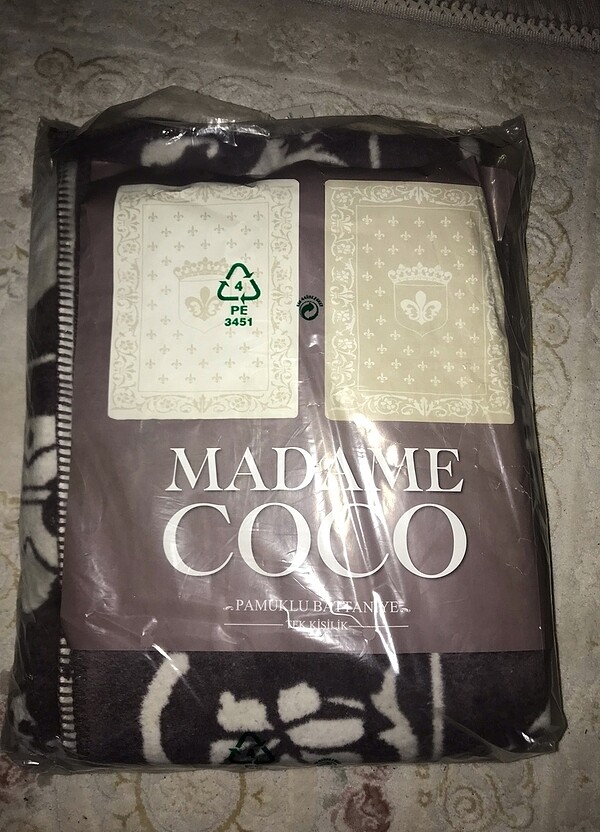 4
PE
3451
MADAME
COCO
PAMUKLU BATTANİYE
TEK KİŞİLİK